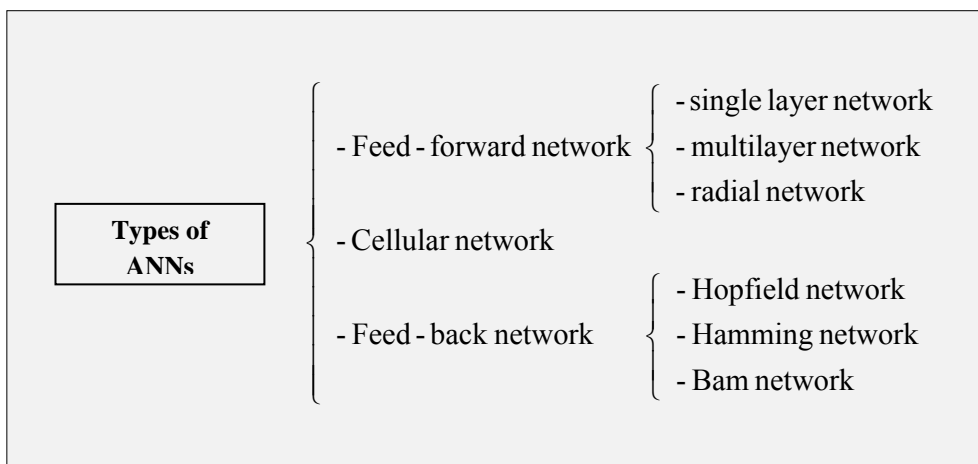 - single layer network
- Feed - forward network
- multilayer network
- radial network
Types of
ANNs
- Cellular network
- Hopfield network
- Feed - back network
- Hamming network
- Bam network